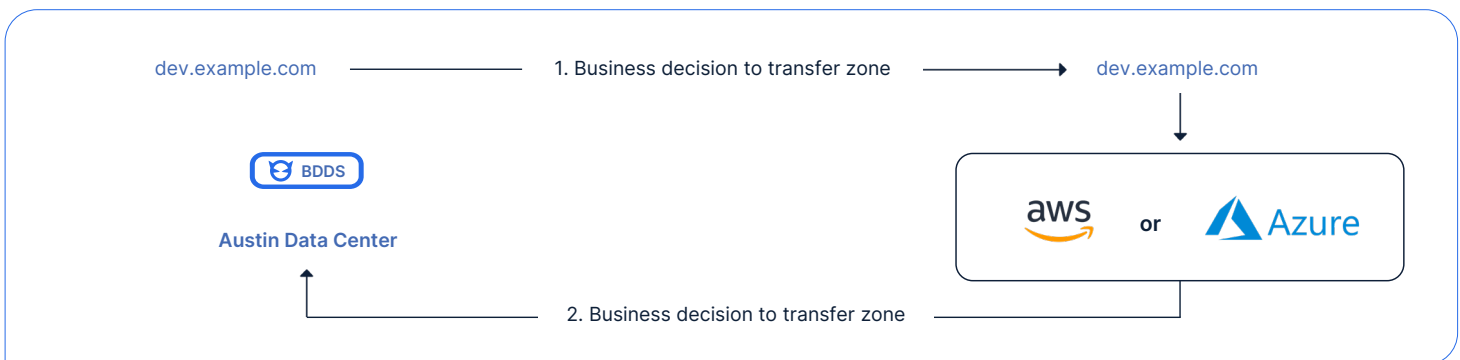 dev.example.com 1. Business decision to transfer zone dev.example.com
BDDS
aws or Azure
Austin Data Center
2. Business decision to transfer zone